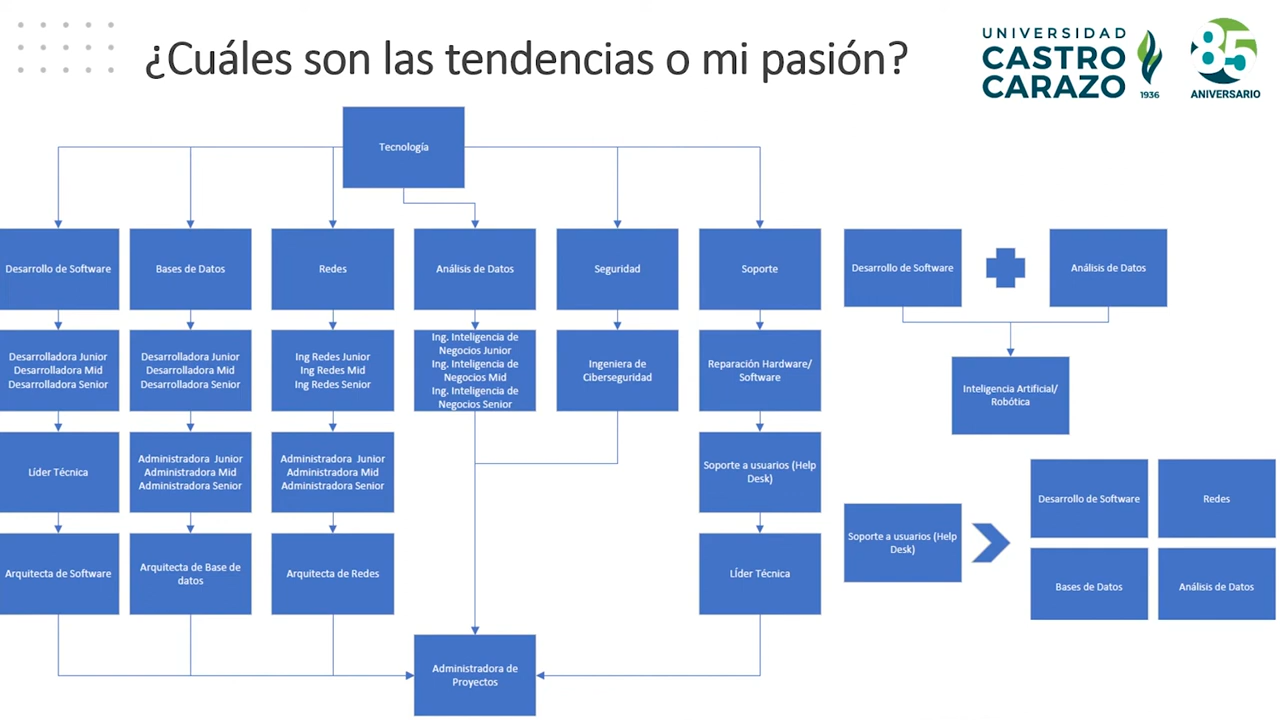 ¿Cuáles son las tendencias o mi pasión?
UNIVERSIDAD
CASTRO
CARAZO
1936
85
ANIVERSARIO
Tecnología
Desarrollo de Software
Bases de Datos
Redes
Análisis de Datos
Seguridad
Soporte
Desarrolladora Junior
Desarrolladora Mid
Desarrolladora Senior
Desarrolladora Junior
Desarrolladora Mid
Desarrolladora Senior
Ing Redes Junior
Ing Redes Mid
Ing Redes Senior
Ing. Inteligencia de
Negocios Junior
Ing. Inteligencia de
Negocios Mid
Ing. Inteligencia de
Negocios Senior
Ingeniera de
Ciberseguridad
Reparación Hardware/
Software
Líder Técnica
Administradora Junior
Administradora Mid
Administradora Senior
Administradora Junior
Administradora Mid
Administradora Senior
Soporte a usuarios (Help
Desk)
Arquitecta de Software
Arquitecta de Base de
datos
Arquitecta de Redes
Líder Técnica
Administradora de
Proyectos
Desarrollo de Software
Análisis de Datos
Inteligencia Artificial/
Robótica
Soporte a usuarios (Help
Desk)
Desarrollo de Software
Redes
Bases de Datos
Análisis de Datos